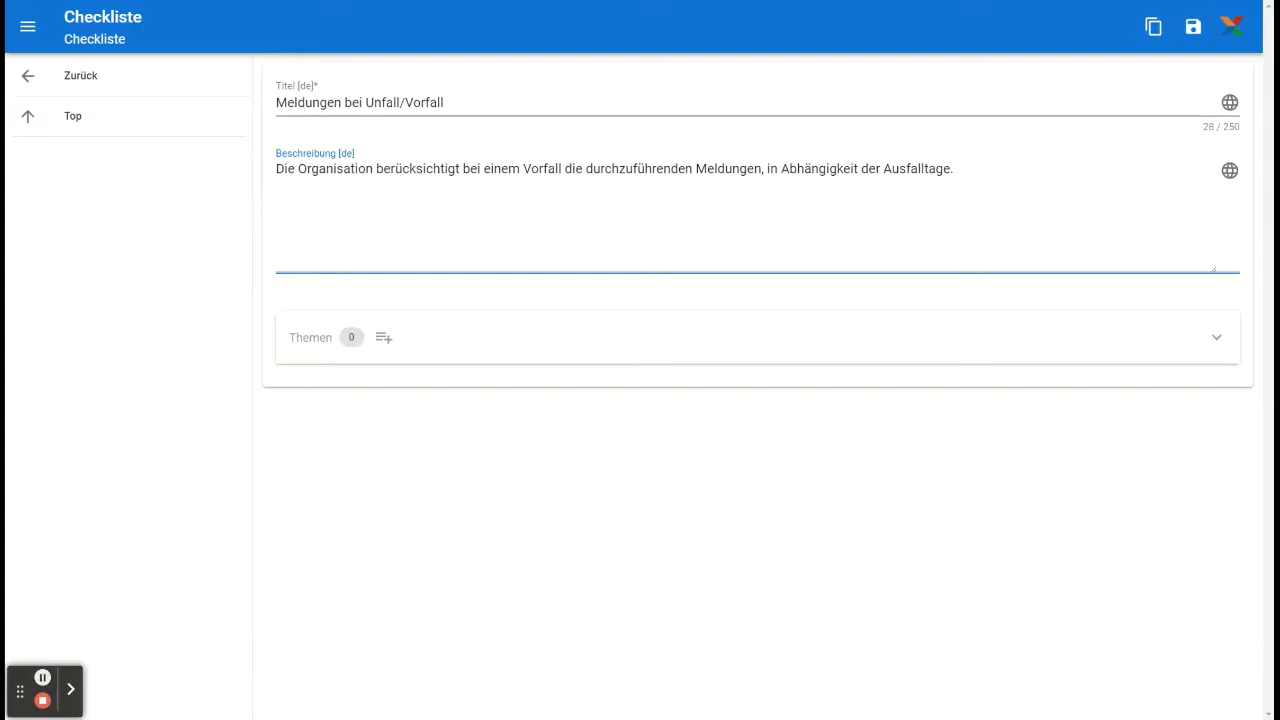 Checkliste
Checkliste
Zurück
Top
Titel [de]*
Meldungen bei Unfall/Vorfall
28 / 250
Beschreibung [de]
Die Organisation berücksichtigt bei einem Vorfall die durchzuführenden Meldungen, in Abhängigkeit der Ausfalltage.
Themen 0